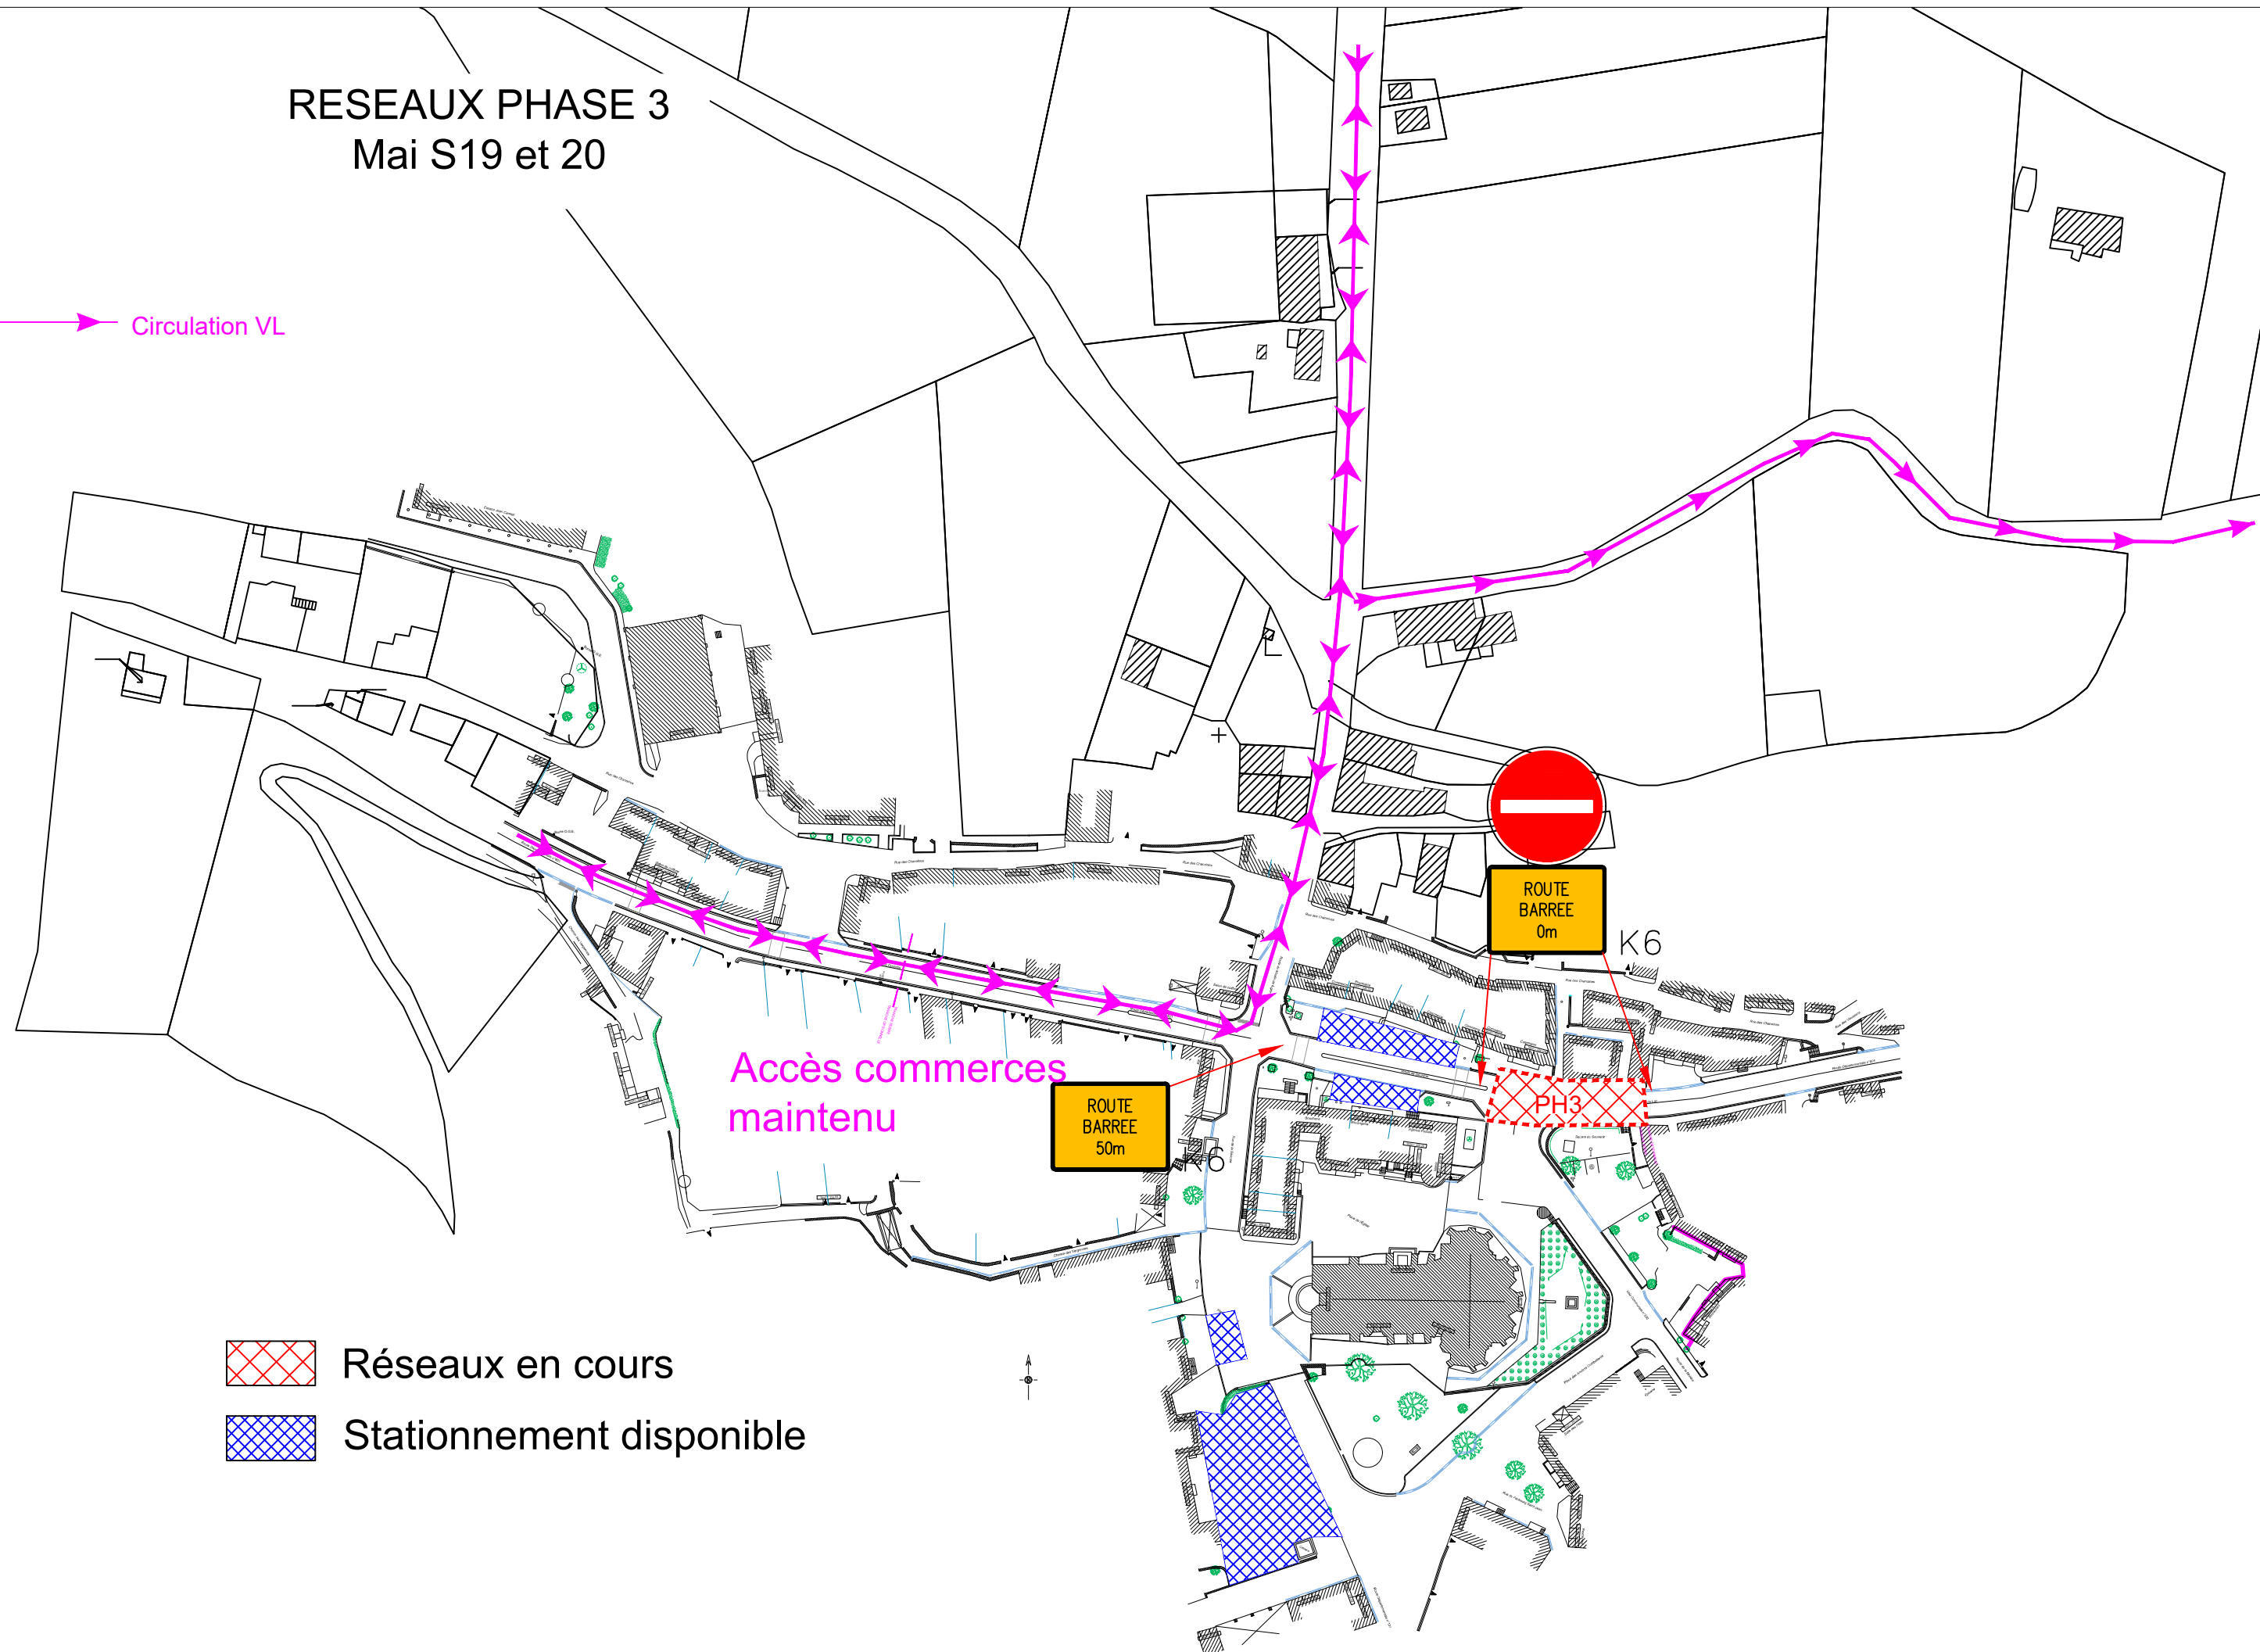 RESEAUX PHASE 3
Mai S19 et 20
Circulation VL
ROUTE
BARREE
0m
K6
Accès commerces
maintenu
ROUTE
BARREE
50m
K6
PH3
Réseaux en cours
Stationnement disponible